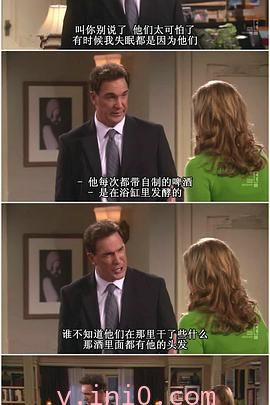 叫你别说了 他们太可怕了
有时候我失眠都是因为他们
- 他每次都带自制的啤酒
- 是在浴缸里发酵的
谁不知道他们在那里干了些什么
那酒里面都有他的头发
v.ini0.com